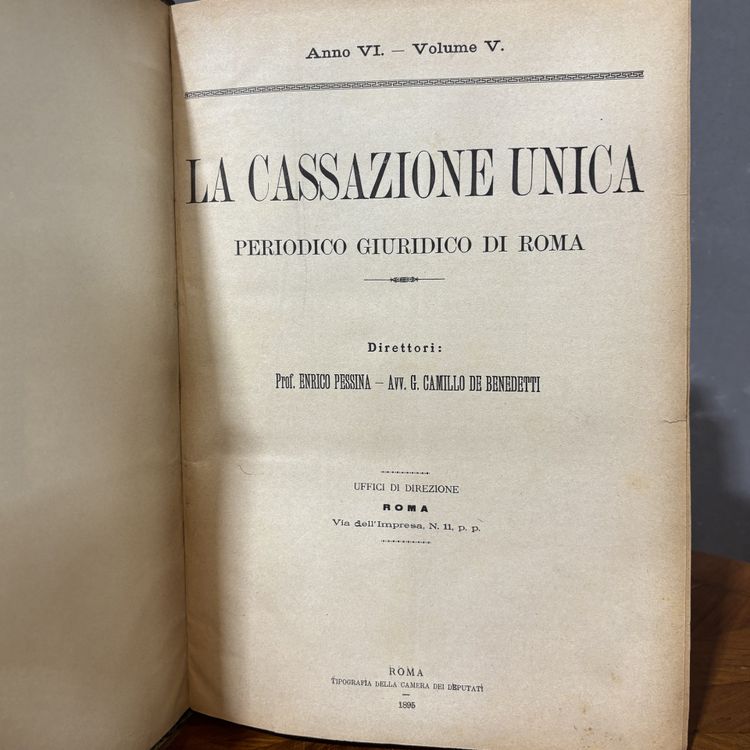 Anno VI. — Volume V.
LA CASSAZIONE UNICA
PERIODICO GIURIDICO DI ROMA
Direttori:
Prof. ENRICO PESSINA — Avv. G. CAMILLO DE BENEDETTI
UFFICI DI DIREZIONE
ROMA
Via dell'Impresa, N. 11, p. p.
ROMA
TIPOGRAFIA DELLA CAMERA DEI DEPUTATI
—
1895